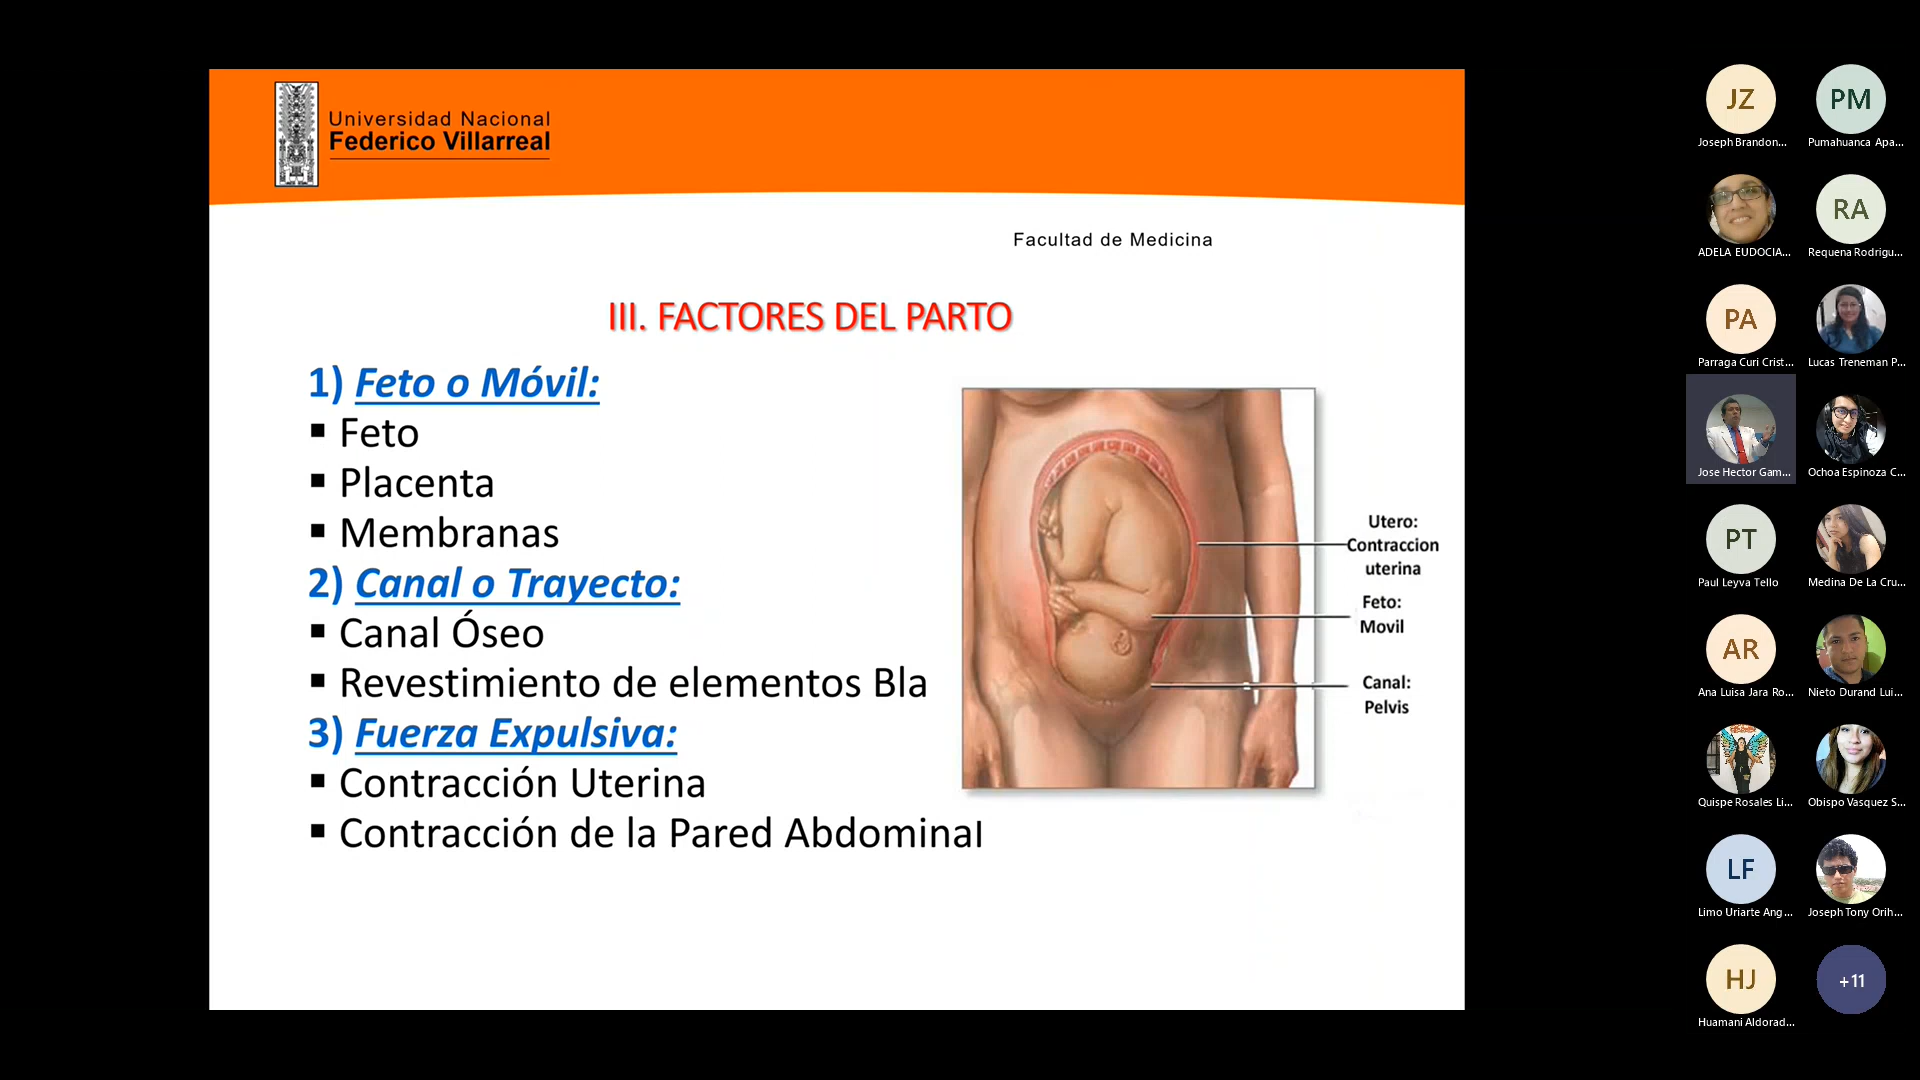 Universidad Nacional
Federico Villarreal
Facultad de Medicina
III. FACTORES DEL PARTO
1) Feto o Móvil:
▪ Feto
▪ Placenta
▪ Membranas
2) Canal o Trayecto:
▪ Canal Óseo
▪ Revestimiento de elementos Bla
3) Fuerza Expulsiva:
▪ Contracción Uterina
▪ Contracción de la Pared Abdominal
Utero:
Contraccion
uterina
Feto:
Movil
Canal:
Pelvis
JZ
Joseph Brandon...
PM
Pumahuanca Apa...
ADELA EUDOCIA...
RA
Requena Rodrigu...
PA
Parraga Curi Crist...
Lucas Treneman P...
Jose Hector Gam...
Ochoa Espinoza C...
PT
Paul Leyva Tello
Medina De La Cru...
AR
Ana Luisa Jara Ro...
Nieto Durand Lui...
Quispe Rosales Li...
Obispo Vasquez S...
LF
Limo Uriarte Ang...
Joseph Tony Orih...
HJ
Huamani Aldorad...
+11